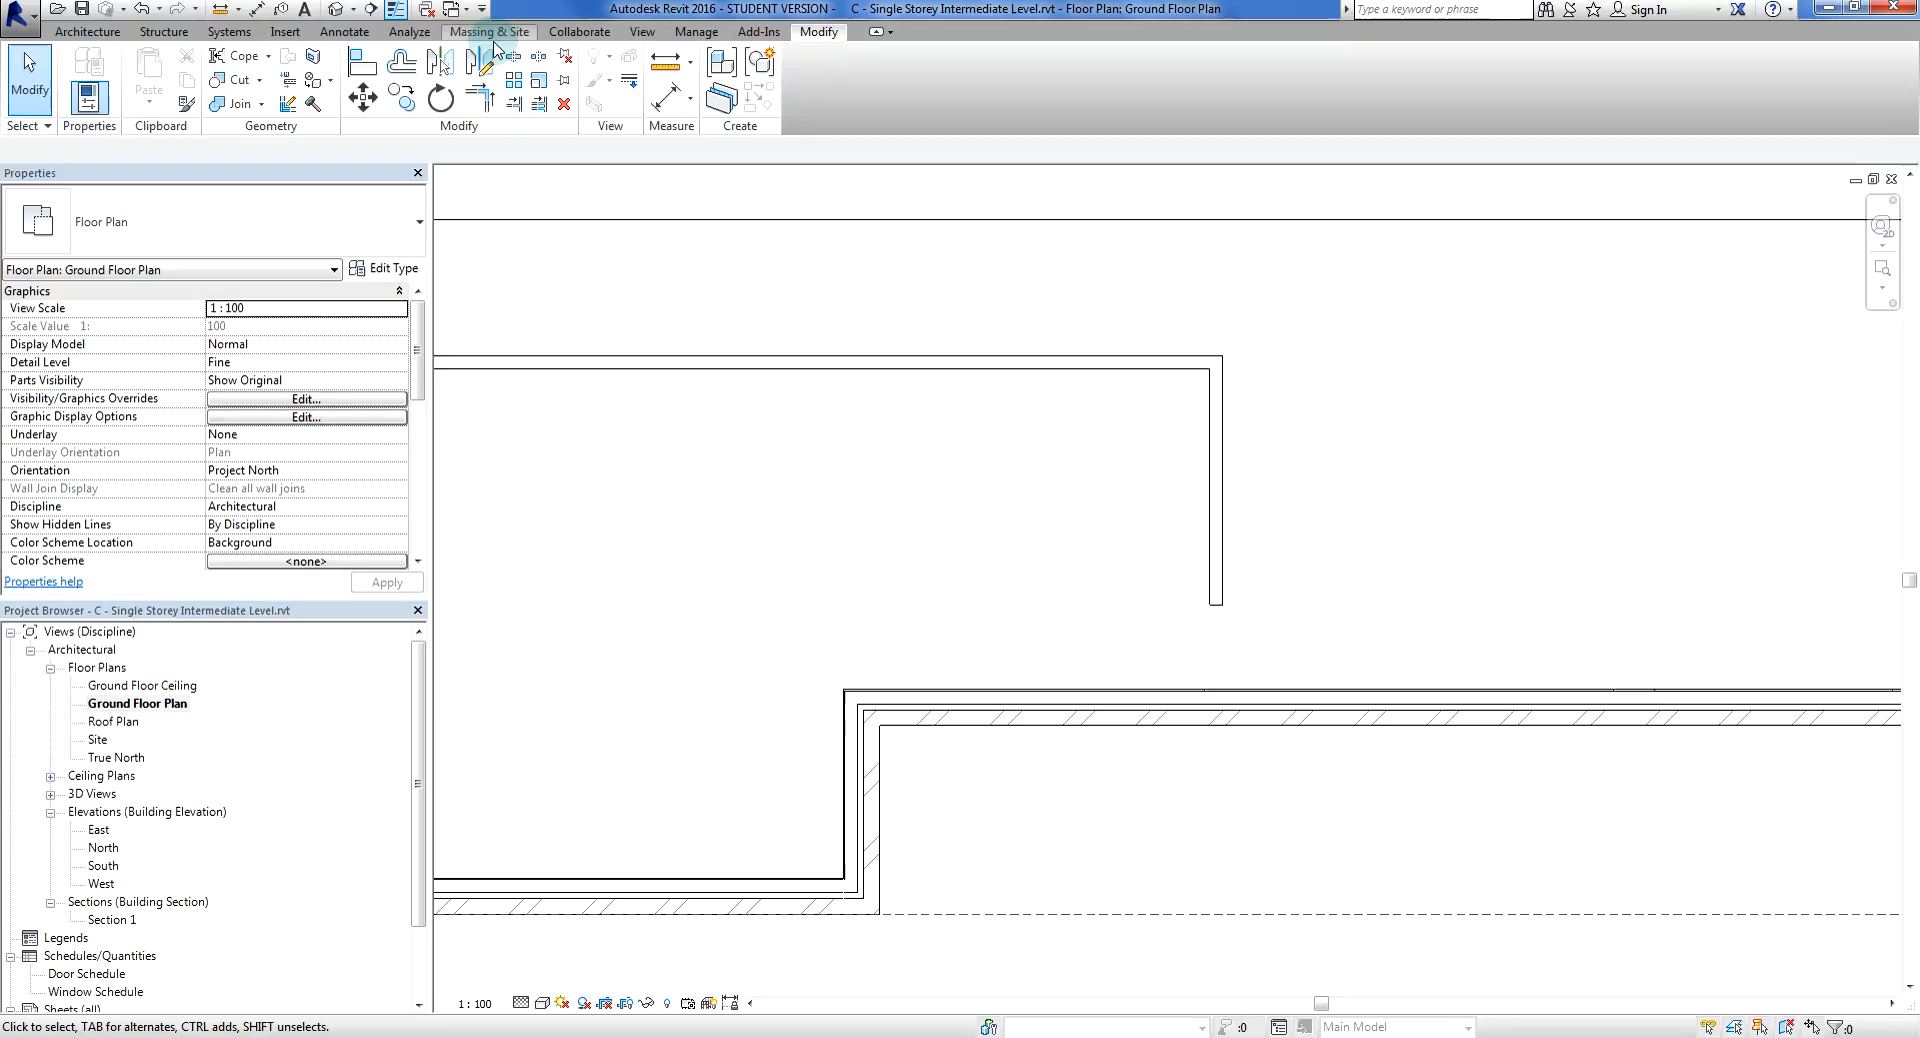 Autodesk Revit 2016 - STUDENT VERSION - C - Single Storey Intermediate Level.rvt - Floor Plan: Ground Floor Plan
Type a keyword or phrase
Sign In
Architecture Structure Systems Insert Annotate Analyze Massing & Site Collaborate View Manage Add-Ins Modify
Modify
Paste
Cope
Cut
Join
Select Properties Clipboard Geometry Modify View Measure Create
Properties
Floor Plan
Floor Plan: Ground Floor Plan
Edit Type
Graphics
View Scale 1 : 100
Scale Value 1: 100
Display Model Normal
Detail Level Fine
Parts Visibility Show Original
Visibility/Graphics Overrides Edit...
Graphic Display Options Edit...
Underlay None
Underlay Orientation Plan
Orientation Project North
Wall Join Display Clean all wall joins
Discipline Architectural
Show Hidden Lines By Discipline
Color Scheme Location Background
Color Scheme <none>
Properties help
Apply
Project Browser - C - Single Storey Intermediate Level.rvt
Views (Discipline)
Architectural
Floor Plans
Ground Floor Ceiling
Ground Floor Plan
Roof Plan
Site
True North
Ceiling Plans
3D Views
Elevations (Building Elevation)
East
North
South
West
Sections (Building Section)
Section 1
Legends
Schedules/Quantities
Door Schedule
Window Schedule
Sheets (all)
2D
1 : 100
Click to select, TAB for alternates, CTRL adds, SHIFT unselects.
:0
Main Model
:0